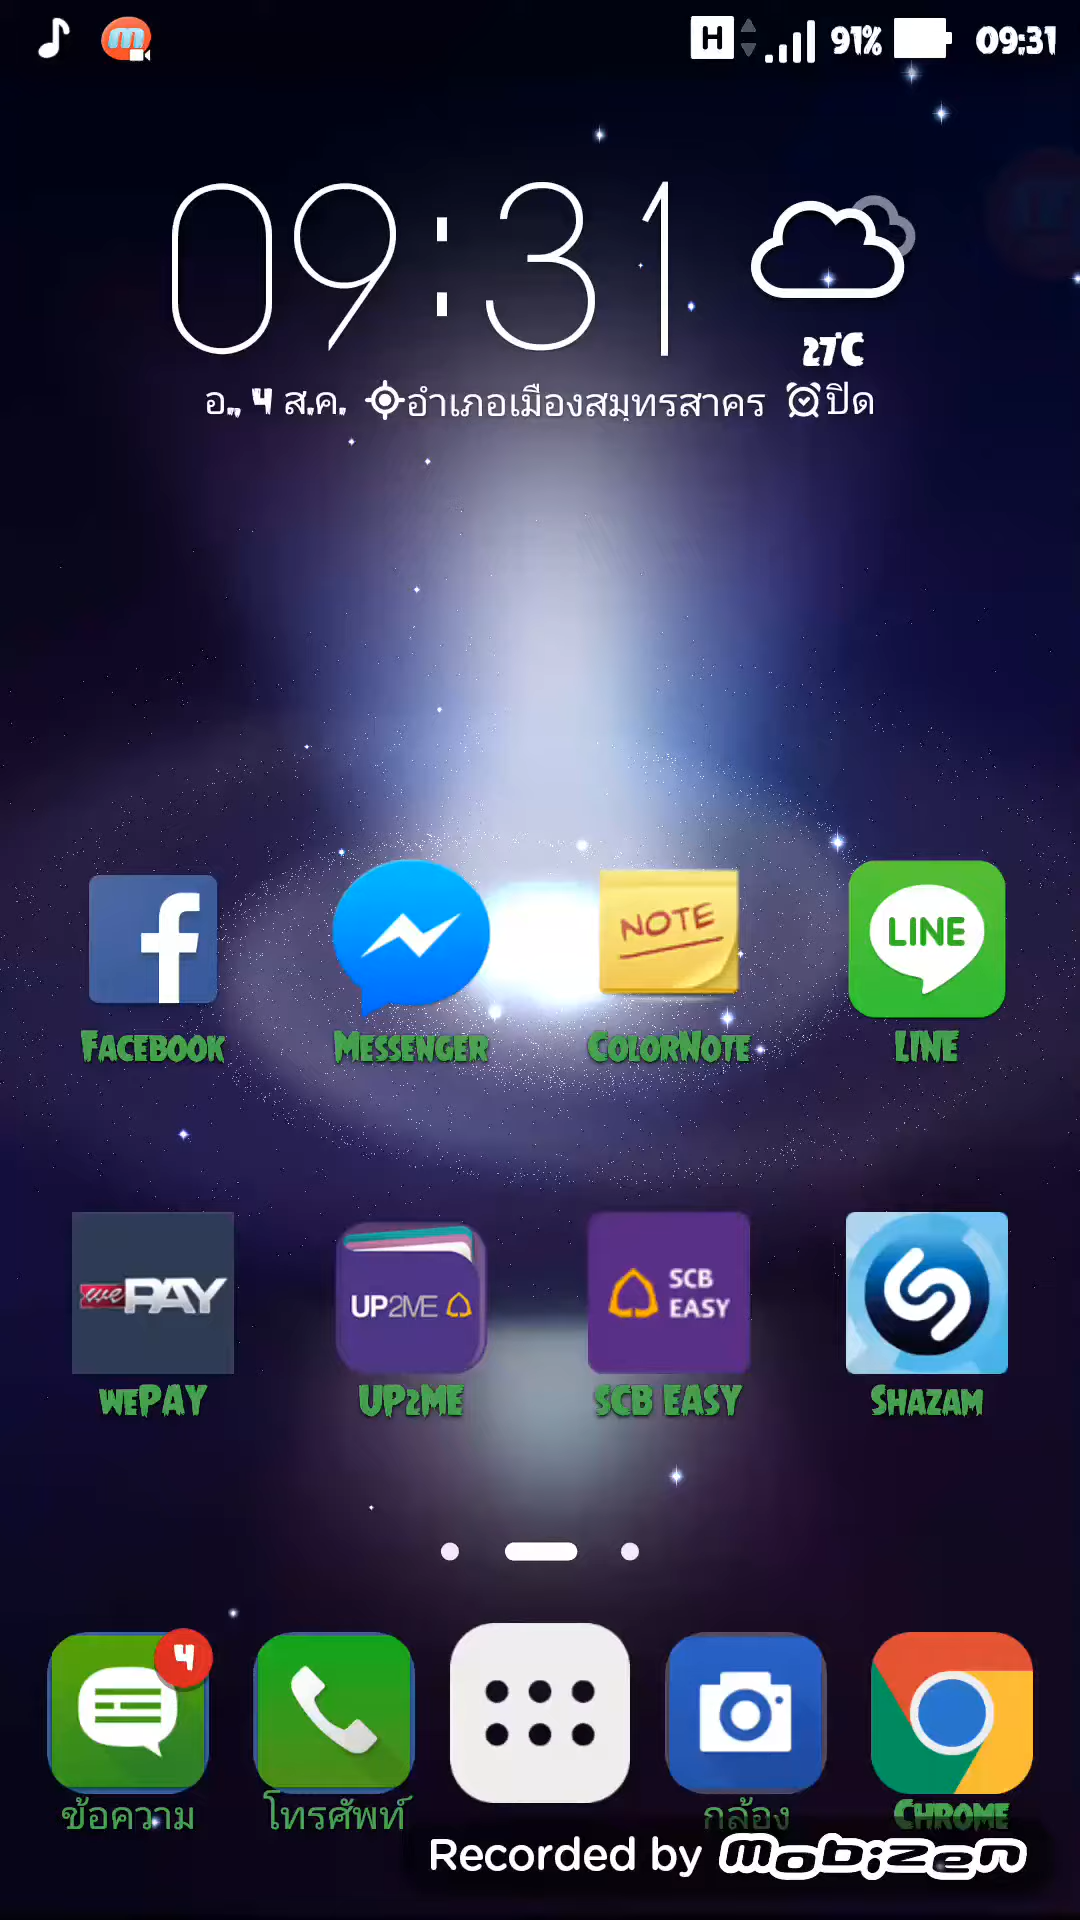 H 91% 09:31
09:31
27°C
อ., 4 ส.ค. อำเภอเมืองสมุทรสาคร ปิด
NOTE LINE
Facebook Messenger ColorNote LINE
wePAY UP2ME SCB EASY
wePAY UP2ME SCB EASY Shazam
4
ข้อความ โทรศัพท์ กล้อง Chrome
Recorded by mobizen